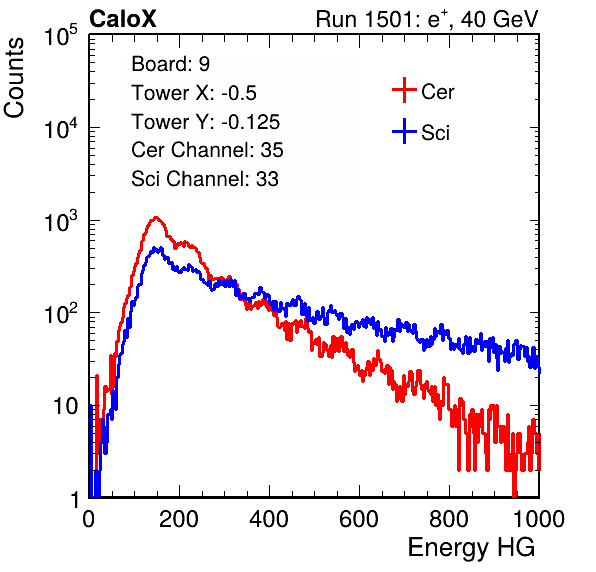 CaloX Run 1501: e⁺, 40 GeV
Counts
10⁵
10⁴
10³
10²
10
1
Board: 9
Tower X: -0.5
Tower Y: -0.125
Cer Channel: 35
Sci Channel: 33
Cer
Sci
0 200 400 600 800 1000
Energy HG